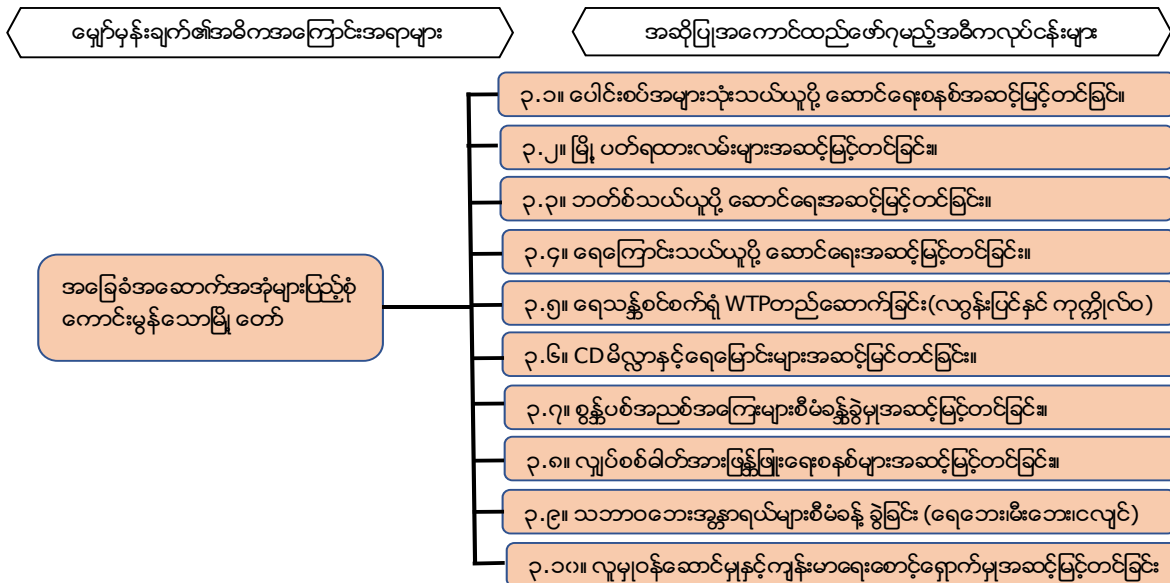 မျှော်မှန်းချက်၏အဓိကအကြောင်းအရာများ
အဆိုပြုအကောင်ထည်ဖော်၇မည့်အဓီကလုပ်ငန်းများ
၃.၁။ ပေါင်းစပ်အများသုံးသယ်ယူပို့ ဆောင်ရေးစနစ်အဆင့်မြင့်တင်ခြင်။
၃.၂။ မြို့ ပတ်ရထားလမ်းများအဆင့်မြင့်တင်ခြင်း။
၃.၃။ ဘတ်စ်သယ်ယူပို့ ဆောင်ရေးအဆင့်မြင့်တင်ခြင်း။
၃.၄။ ရေကြောင်းသယ်ယူပို့ ဆောင်ရေးအဆင့်မြင့်တင်ခြင်း။
အခြေခံအဆောက်အအုံများပြည့်စုံ
ကောင်းမွန်သောမြို့ တော်
၃.၅။ ရေသန့်စင်စက်ရုံ WTPတည်ဆောက်ခြင်း(လဂွန်းပြင်နှင် ကုက္ကိုလ်ဝ)
၃.၆။ CD မိလ္လာနှင့်ရေမြောင်းများအဆင့်မြင်တင်ခြင်း။
၃.၇။ စွန့်ပစ်အညစ်အကြေးများစီမံခန့်ခွဲမှုအဆင့်မြင့်တင်ခြင်း။
၃.၈။ လျှပ်စစ်ဓါတ်အားဖြန့်ဖြူးရေးစနစ်များအဆင့်မြင့်တင်ခြင်း။
၃.၉။ သဘာဝဘေးအန္တာရယ်များစီမံခန့် ခွဲခြင်း (ရေဘေး၊မီးဘေး၊ငလျင်)
၃.၁၀။ လူမှုဝန်ဆောင်မှုနှင့်ကျန်းမာရေးစောင့်ရှောက်မှုအဆင့်မြင့်တင်ခြင်း